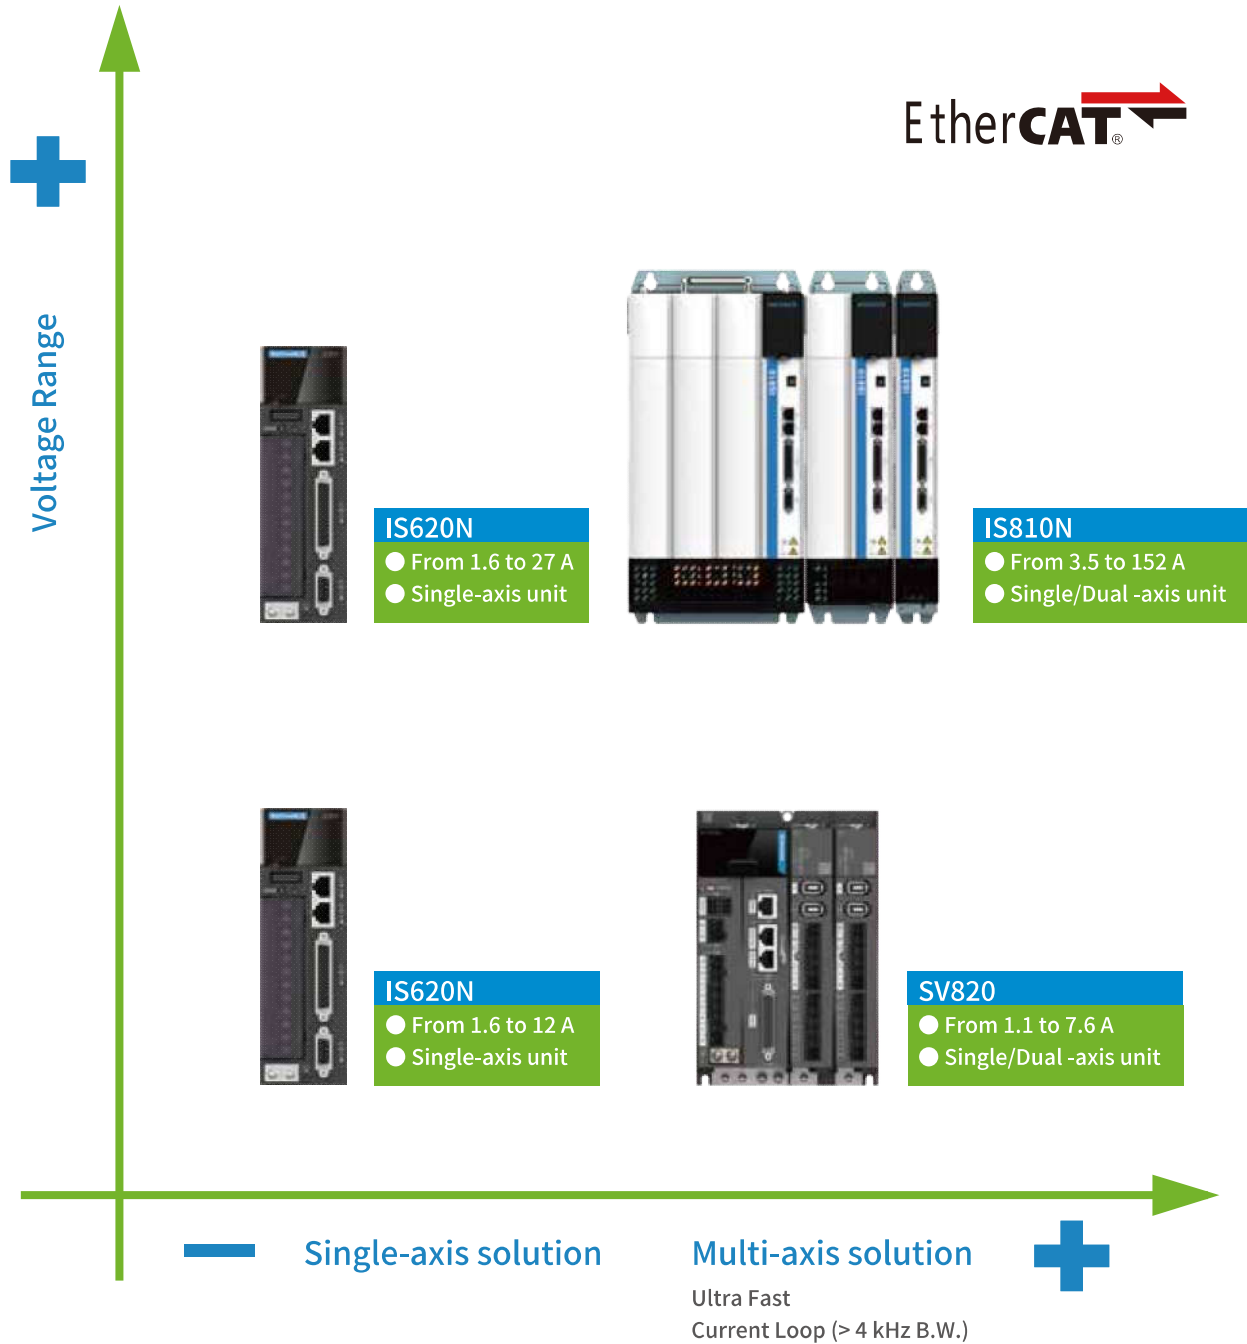 EtherCAT®
Voltage Range
IS620N
From 1.6 to 27 A
Single-axis unit
IS810N
From 3.5 to 152 A
Single/Dual -axis unit
IS620N
From 1.6 to 12 A
Single-axis unit
SV820
From 1.1 to 7.6 A
Single/Dual -axis unit
Single-axis solution
Multi-axis solution
Ultra Fast
Current Loop (> 4 kHz B.W.)